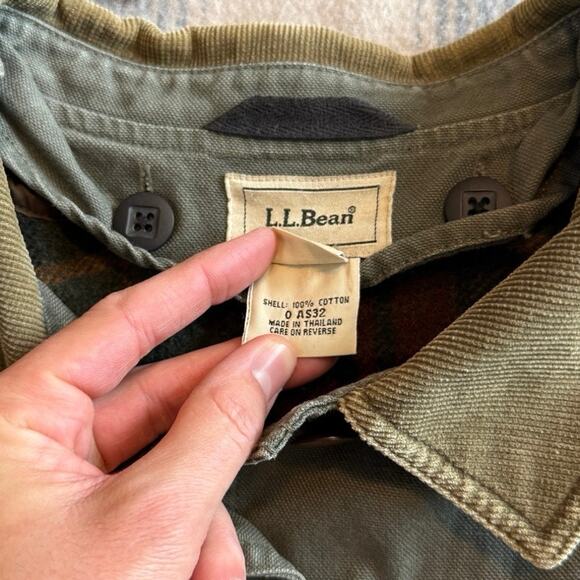 L.L.Bean®
SHELL: 100% COTTON
0 AS32
MADE IN THAILAND
CARE ON REVERSE